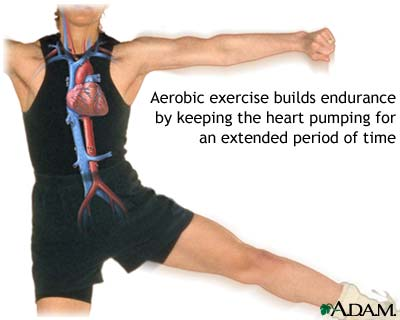 Aerobic exercise builds endurance
by keeping the heart pumping for
an extended period of time
A.D.A.M.